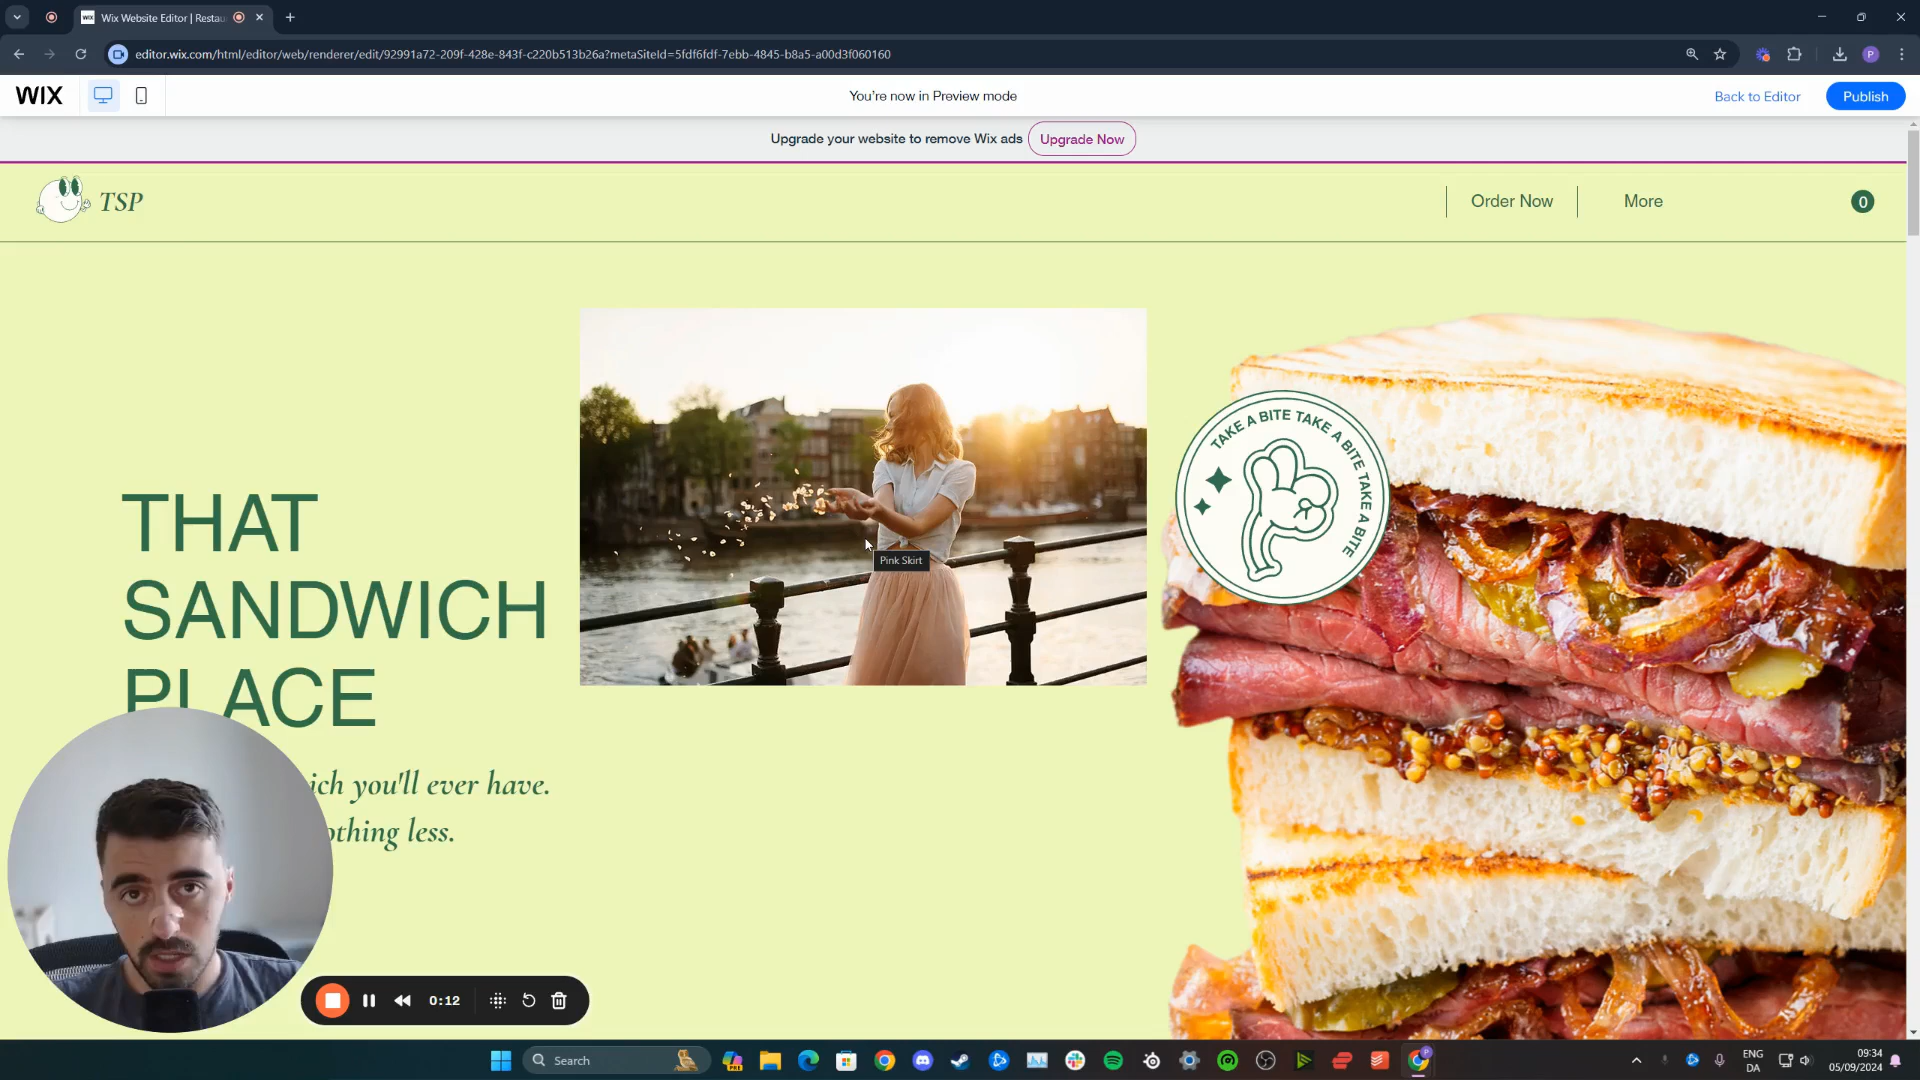 WIX Wix Website Editor | Restau
editor.wix.com/html/editor/web/renderer/edit/92991a72-209f-428e-843f-c220b513b26a?metaSiteId=5fdf6fdf-7ebb-4845-b8a5-a00d3f060160
P
WIX
You're now in Preview mode
Back to Editor
Publish
Upgrade your website to remove Wix ads
Upgrade Now
TSP
Order Now
More
0
TAKE A BITE TAKE A BITE TAKE A BITE
Pink Skirt
THAT
SANDWICH
PLACE
ich you'll ever have.
othing less.
0:12
Search
PRE
P
ENG
DA
09:34
05/09/2024